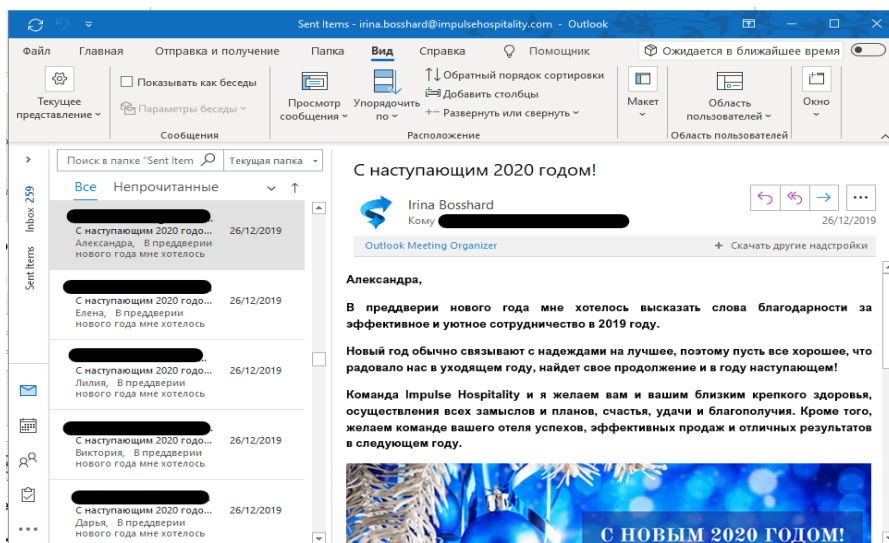 Sent Items - irina.bosshard@impulsehospitality.com - Outlook
Файл Главная Отправка и получение Папка Вид Справка Помощник Ожидается в ближайшее время
Текущее представление
Показывать как беседы
Параметры беседы
Сообщения
Просмотр сообщения
Упорядочить по
Обратный порядок сортировки
Добавить столбцы
Развернуть или свернуть
Расположение
Макет
Область пользователей
Область пользователей
Окно
Inbox 259
Sent Items
Поиск в папке "Sent Item Текущая папка
Все Непрочитанные
С наступающим 2020 годо... 26/12/2019
Александра, В преддверии
нового года мне хотелось
С наступающим 2020 годо... 26/12/2019
Елена, В преддверии
нового года мне хотелось
С наступающим 2020 годо... 26/12/2019
Лилия, В преддверии
нового года мне хотелось
С наступающим 2020 годо... 26/12/2019
Виктория, В преддверии
нового года мне хотелось
С наступающим 2020 годо... 26/12/2019
Дарья, В преддверии
нового года мне хотелось
С наступающим 2020 годом!
Irina Bosshard
Кому
26/12/2019
Outlook Meeting Organizer + Скачать другие надстройки
Александра,
В преддверии нового года мне хотелось высказать слова благодарности за
эффективное и уютное сотрудничество в 2019 году.
Новый год обычно связывают с надеждами на лучшее, поэтому пусть все хорошее, что
радовало нас в уходящем году, найдет свое продолжение и в году наступающем!
Команда Impulse Hospitality и я желаем вам и вашим близким крепкого здоровья,
осуществления всех замыслов и планов, счастья, удачи и благополучия. Кроме того,
желаем команде вашего отеля успехов, эффективных продаж и отличных результатов
в следующем году.
С НОВЫМ 2020 ГОДОМ!